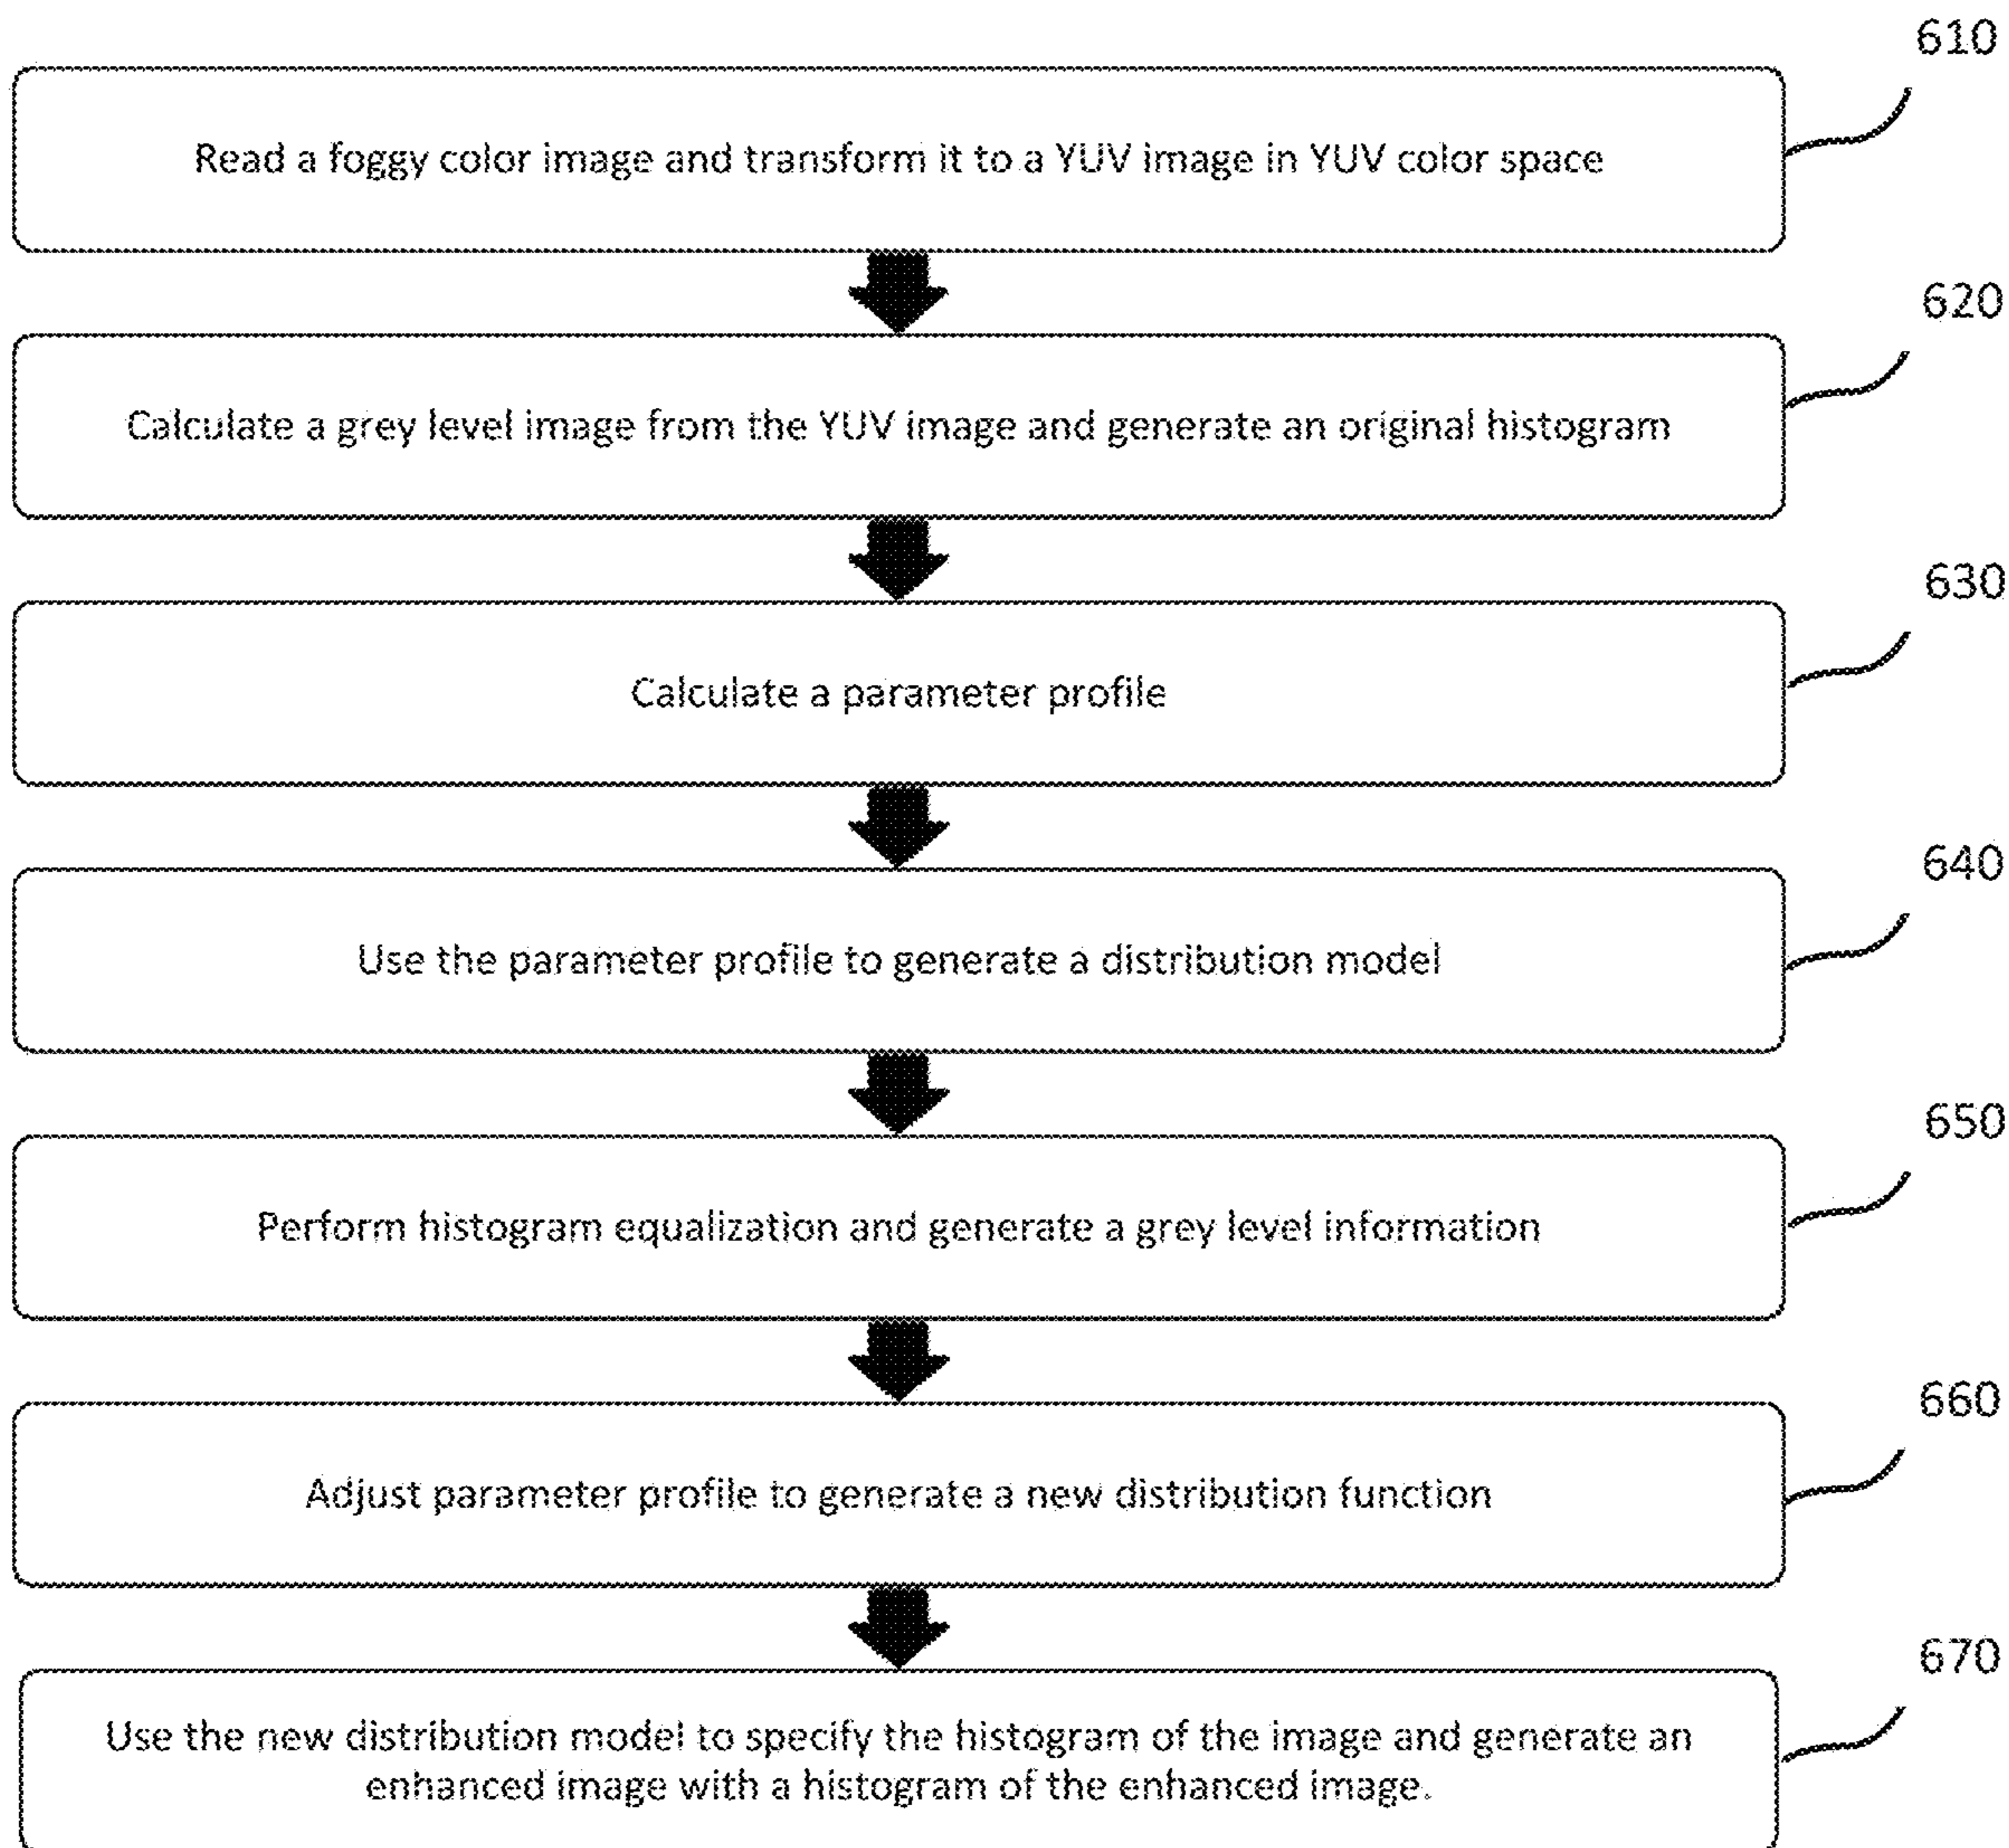 610
Read a foggy color image and transform it to a YUV image in YUV color space
620
Calculate a grey level image from the YUV image and generate an original histogram
630
Calculate a parameter profile
640
Use the parameter profile to generate a distribution model
650
Perform histogram equalization and generate a grey level information
660
Adjust parameter profile to generate a new distribution function
670
Use the new distribution model to specify the histogram of the image and generate an
enhanced image with a histogram of the enhanced image.